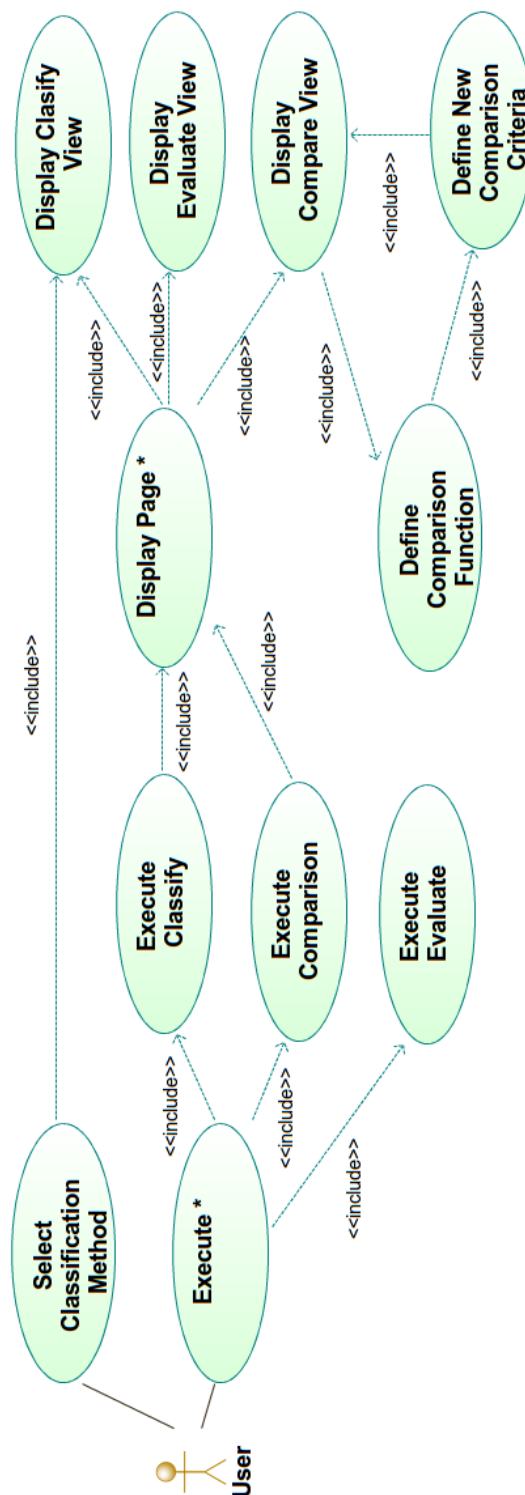 User
Select
Classification
Method
Execute *
<<include>>
<<include>>
<<include>>
<<include>>
Execute
Classify
Execute
Comparison
Execute
Evaluate
<<include>>
<<include>>
Display Page *
Define
Comparison
Function
<<include>>
<<include>>
<<include>>
<<include>>
<<include>>
<<include>>
Display Clasify
View
Display
Evaluate View
Display
Compare View
Define New
Comparison
Criteria